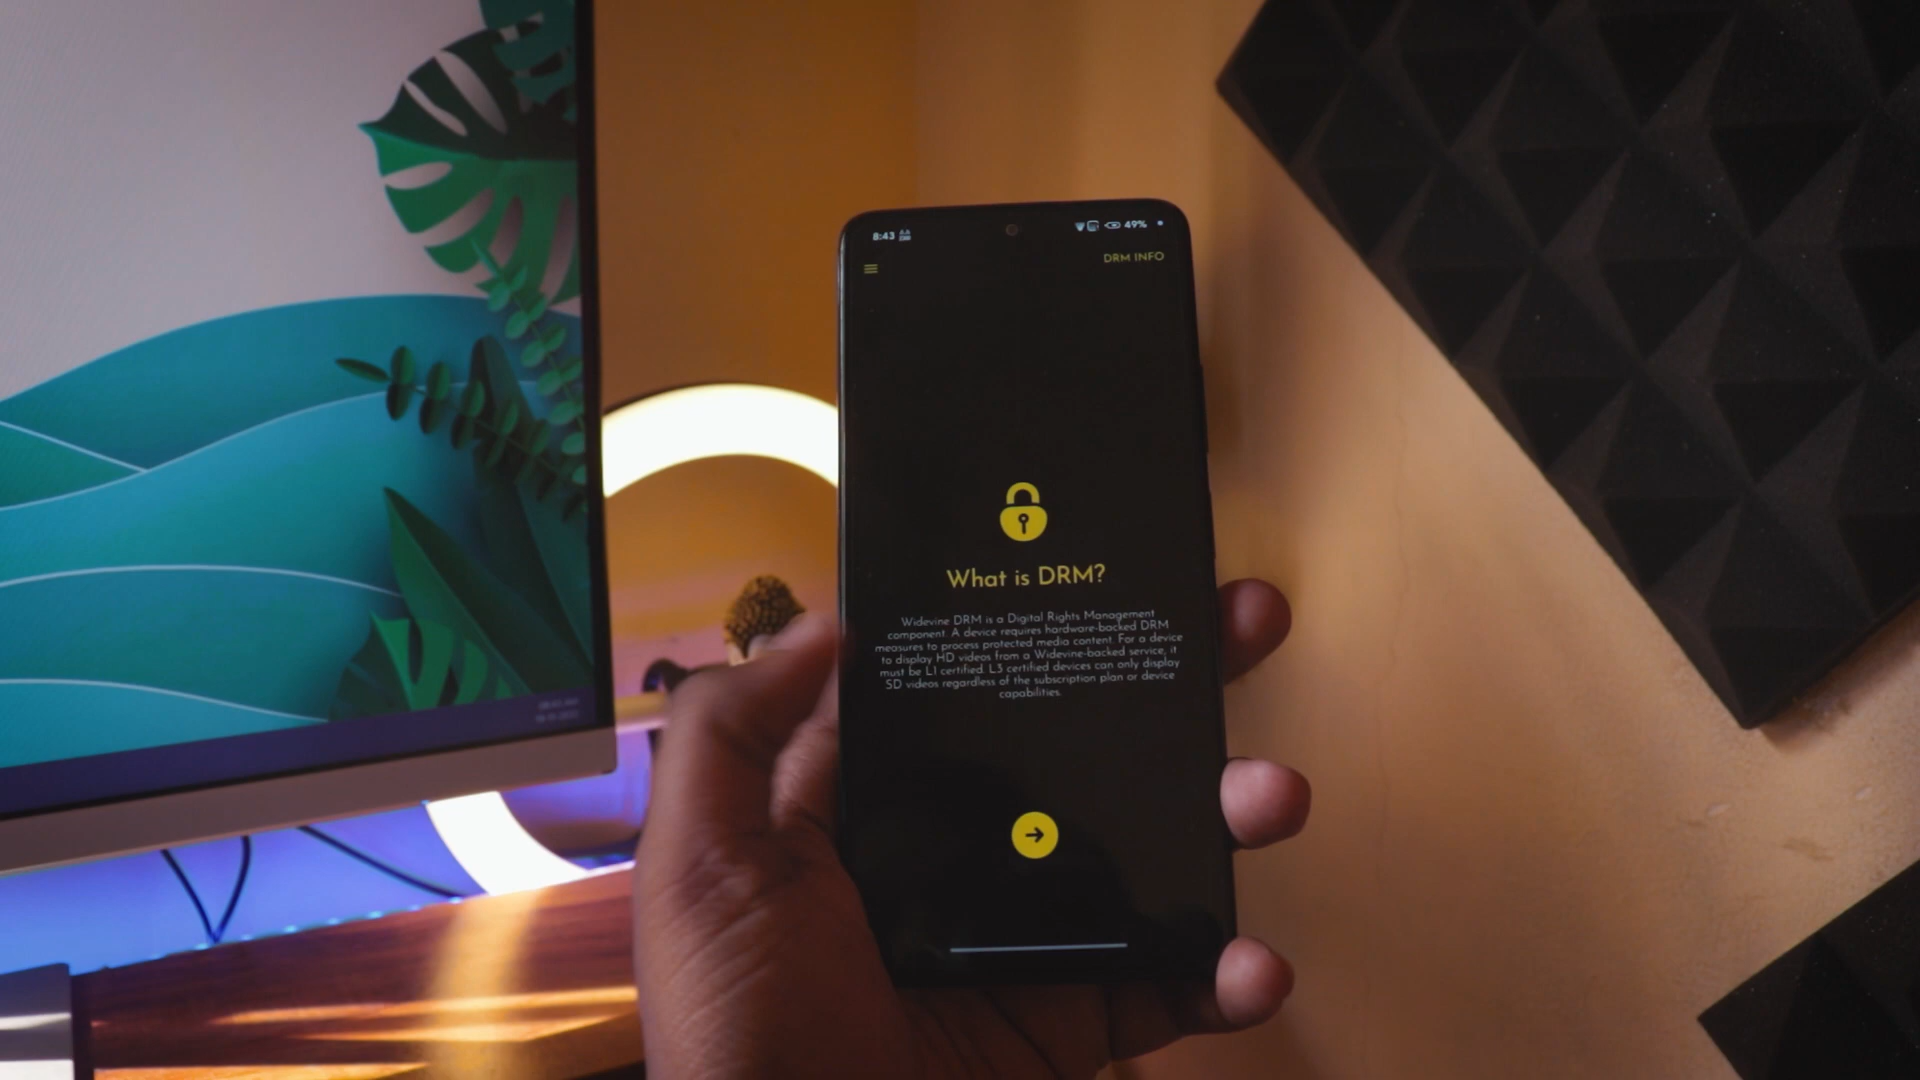 8:43
49%
DRM INFO
What is DRM?
Widevine DRM is a Digital Rights Management
component. A device requires hardware-backed DRM
measures to process protected media content. For a device
to display HD videos from a Widevine-backed service, it
must be L1 certified. L3 certified devices can only display
SD videos regardless of the subscription plan or device
capabilities.